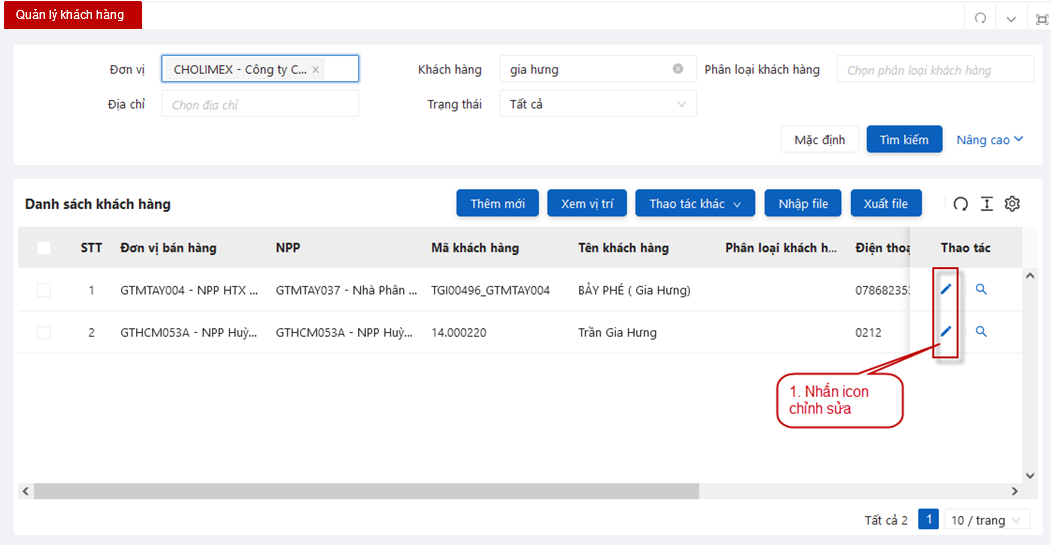 Quản lý khách hàng
Đơn vị CHOLIMEX - Công ty C... × Khách hàng gia hưng Phân loại khách hàng Chọn phân loại khách hàng
Địa chỉ Chọn địa chỉ Trạng thái Tất cả
Mặc định Tìm kiếm Nâng cao
Danh sách khách hàng Thêm mới Xem vị trí Thao tác khác Nhập file Xuất file
STT Đơn vị bán hàng NPP Mã khách hàng Tên khách hàng Phân loại khách h... Điện thoạ Thao tác
1 GTMTAY004 - NPP HTX ... GTMTAY037 - Nhà Phân ... TGI00496_GTMTAY004 BẢY PHÉ ( Gia Hưng) 078682353
2 GTHCM053A - NPP Huỳ... GTHCM053A - NPP Huỳ... 14.000220 Trần Gia Hưng 0212
1. Nhấn icon
chỉnh sửa
Tất cả 2 1 10 / trang